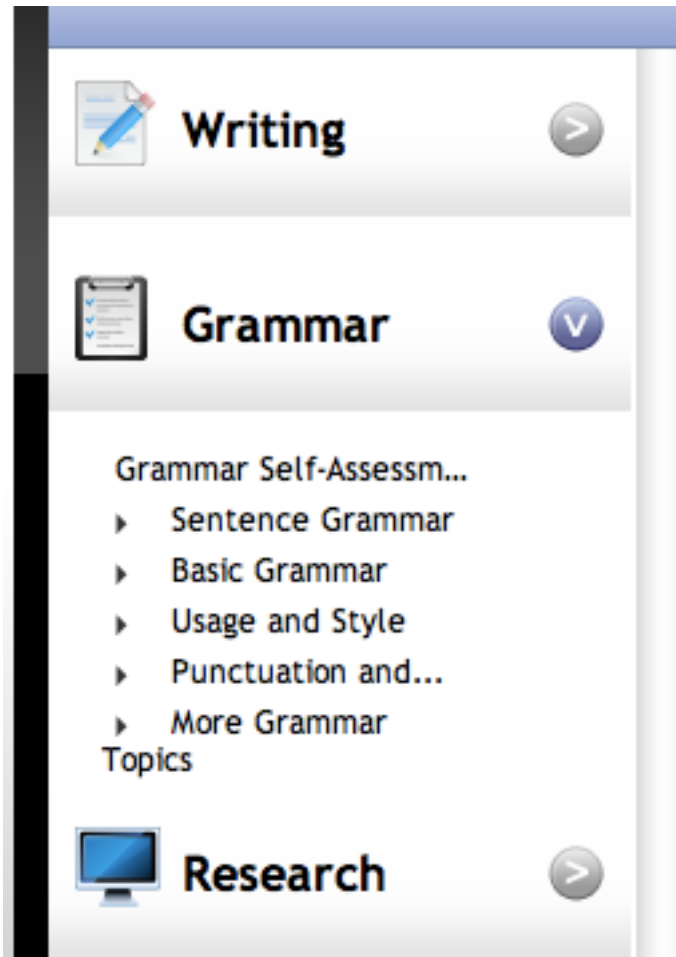 Writing
Grammar
Grammar Self-Assessm...
Sentence Grammar
Basic Grammar
Usage and Style
Punctuation and...
More Grammar
Topics
Research